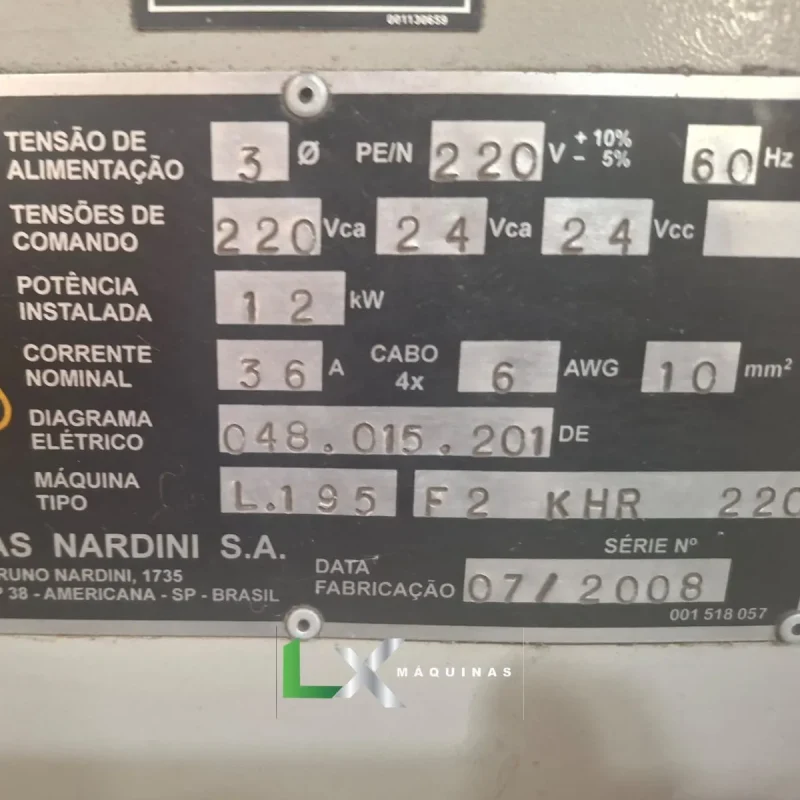 001130659
TENSÃO DE ALIMENTAÇÃO 3 Ø PE/N 220 V + 10% - 5% 60 Hz
TENSÕES DE COMANDO 220 Vca 24 Vca 24 Vcc
POTÊNCIA INSTALADA 12 kW
CORRENTE NOMINAL 36 A CABO 4x 6 AWG 10 mm²
DIAGRAMA ELÉTRICO 048.015.201 DE
MÁQUINA TIPO L.195 F2 KHR 220
AS NARDINI S.A. SÉRIE Nº
RUNO NARDINI, 1735
P 38 - AMERICANA - SP - BRASIL
DATA FABRICAÇÃO 07/2008
001 518 057
LX MÁQUINAS